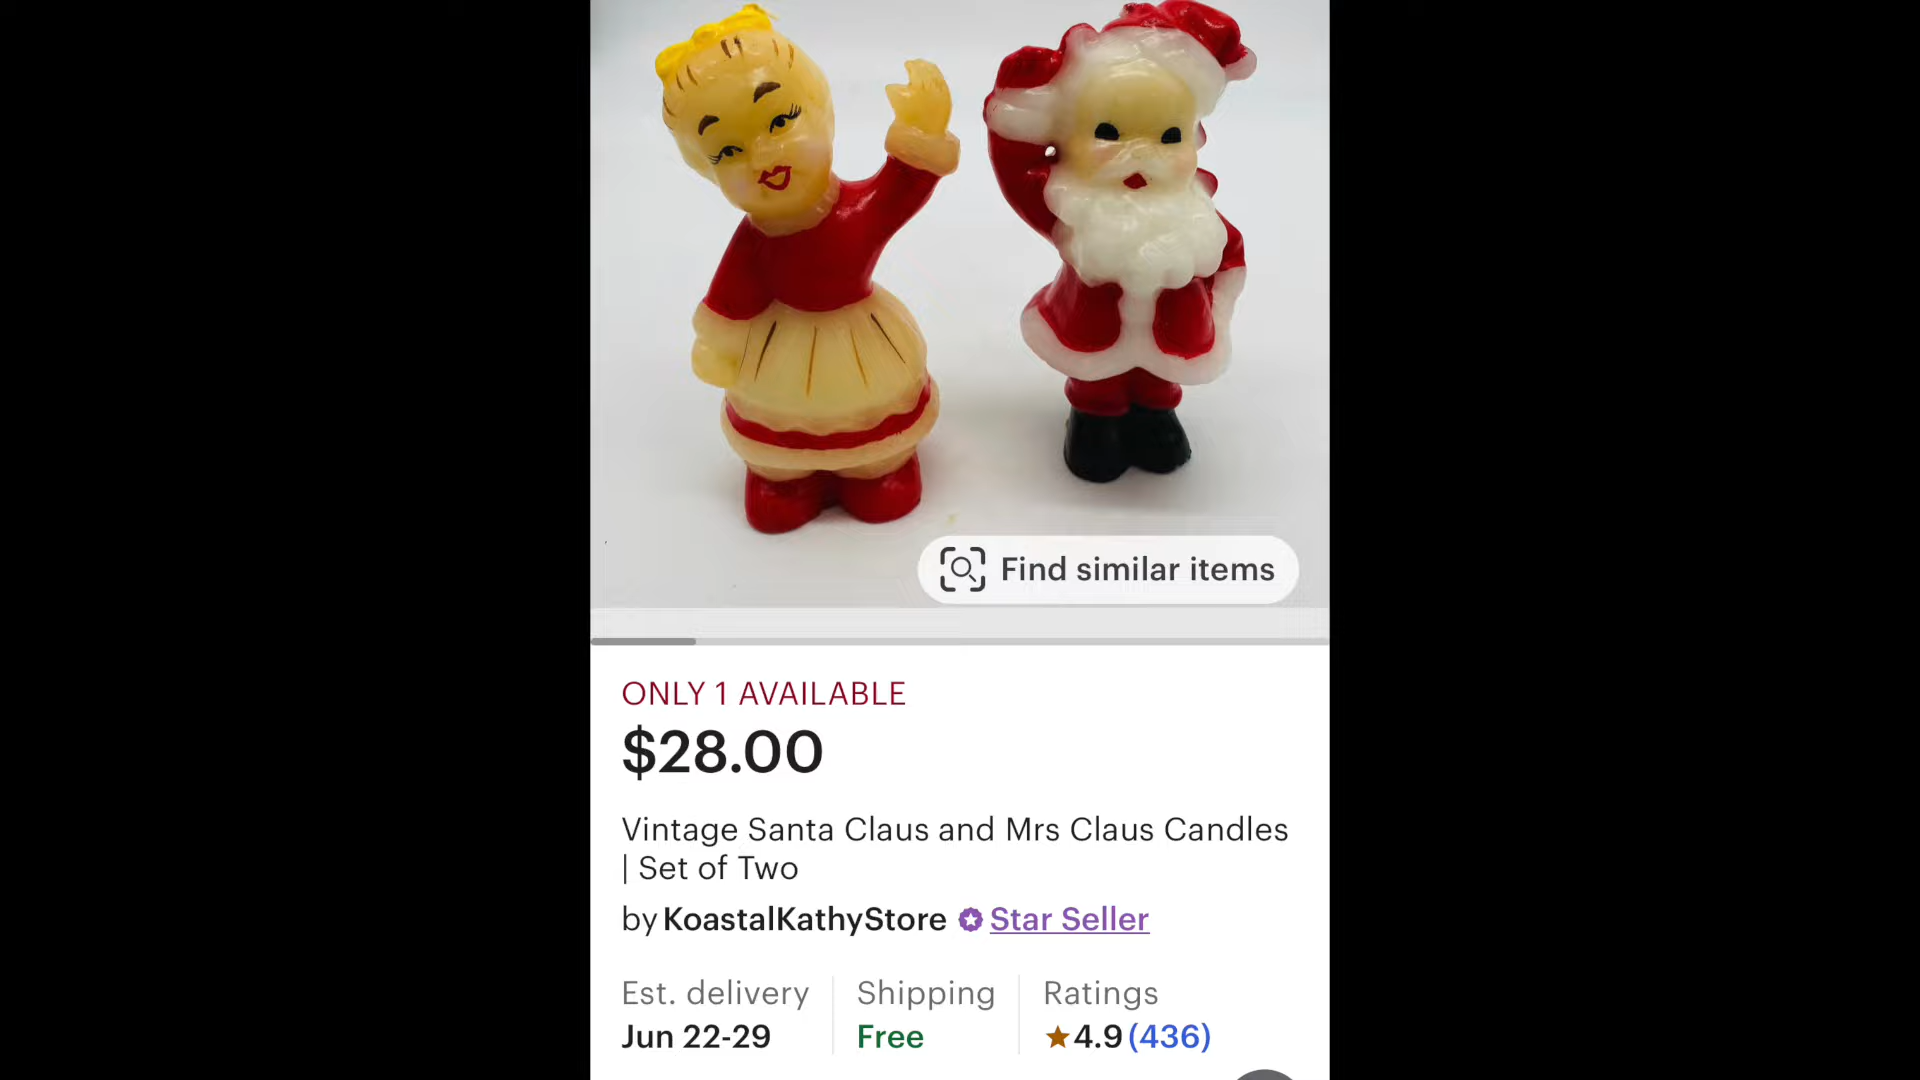 Find similar items
ONLY 1 AVAILABLE
$28.00
Vintage Santa Claus and Mrs Claus Candles
| Set of Two
by KoastalKathyStore Star Seller
Est. delivery Shipping Ratings
Jun 22-29 Free 4.9 (436)